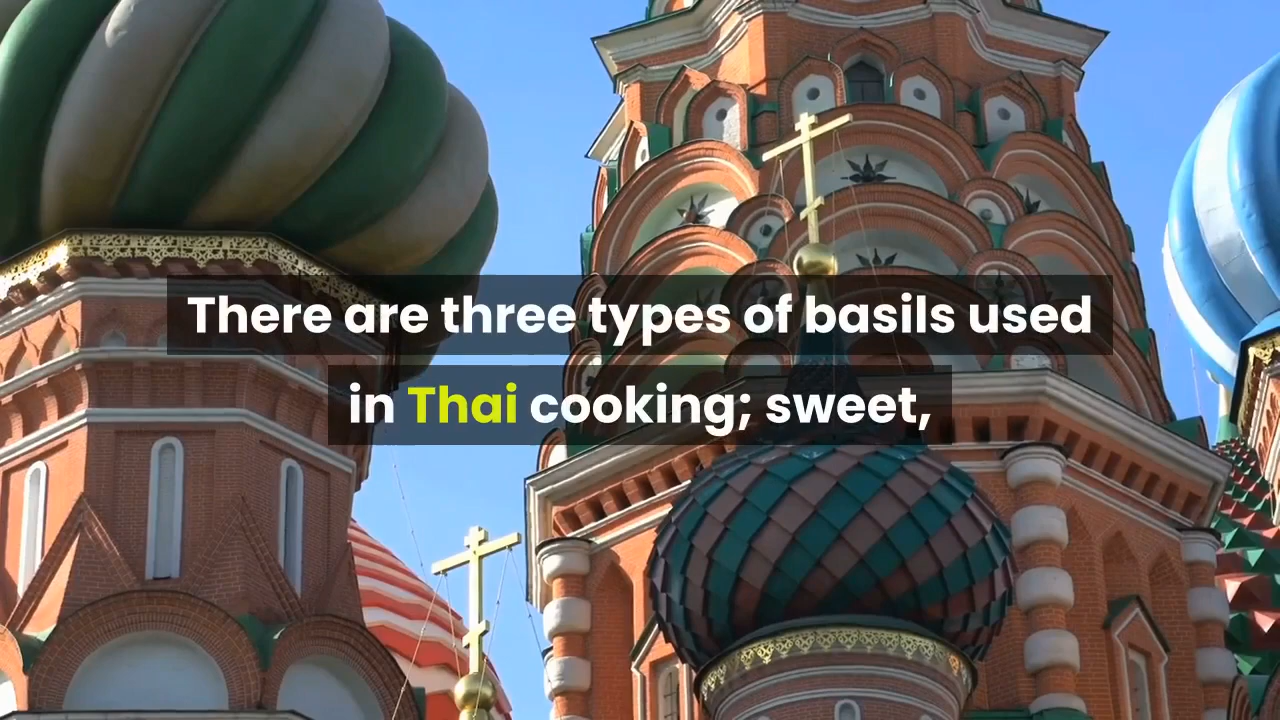 There are three types of basils used
in Thai cooking; sweet,